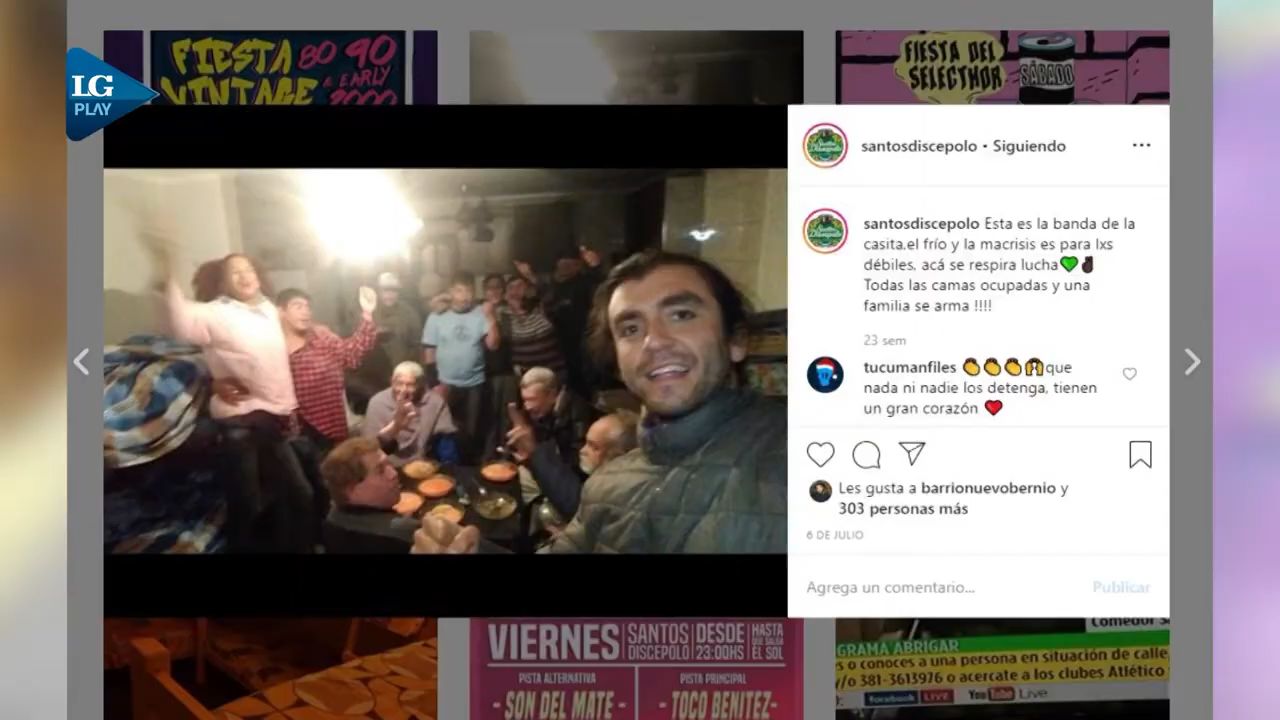 FIESTA 80 90
VINTAGE & EARLY
2000
FIESTA DEL
SELECTHOR
SÁBADO
LG
PLAY
santosdiscepolo • Siguiendo
santosdiscepolo Esta es la banda de la
casita.el frío y la macrisis es para lxs
débiles, acá se respira lucha💚✊🏿
Todas las camas ocupadas y una
familia se arma !!!!
23 sem
tucumanfiles 👏👏👏🙌que
nada ni nadie los detenga, tienen
un gran corazón ❤️
Les gusta a barrionuevobernio y
303 personas más
6 DE JULIO
Agrega un comentario...
Publicar
VIERNES SANTOS DISCEPOLO DESDE 23:00HS HASTA QUE SALGA EL SOL
PISTA ALTERNATIVA
- SON DEL MATE -
PISTA PRINCIPAL
- TOCO BENITEZ-
Comedor S
GRAMA ABRIGAR
s o conoces a una persona en situación de calle,
/o 381-3613976 o acercate a los clubes Atlético
facebook LIVE YouTube Live